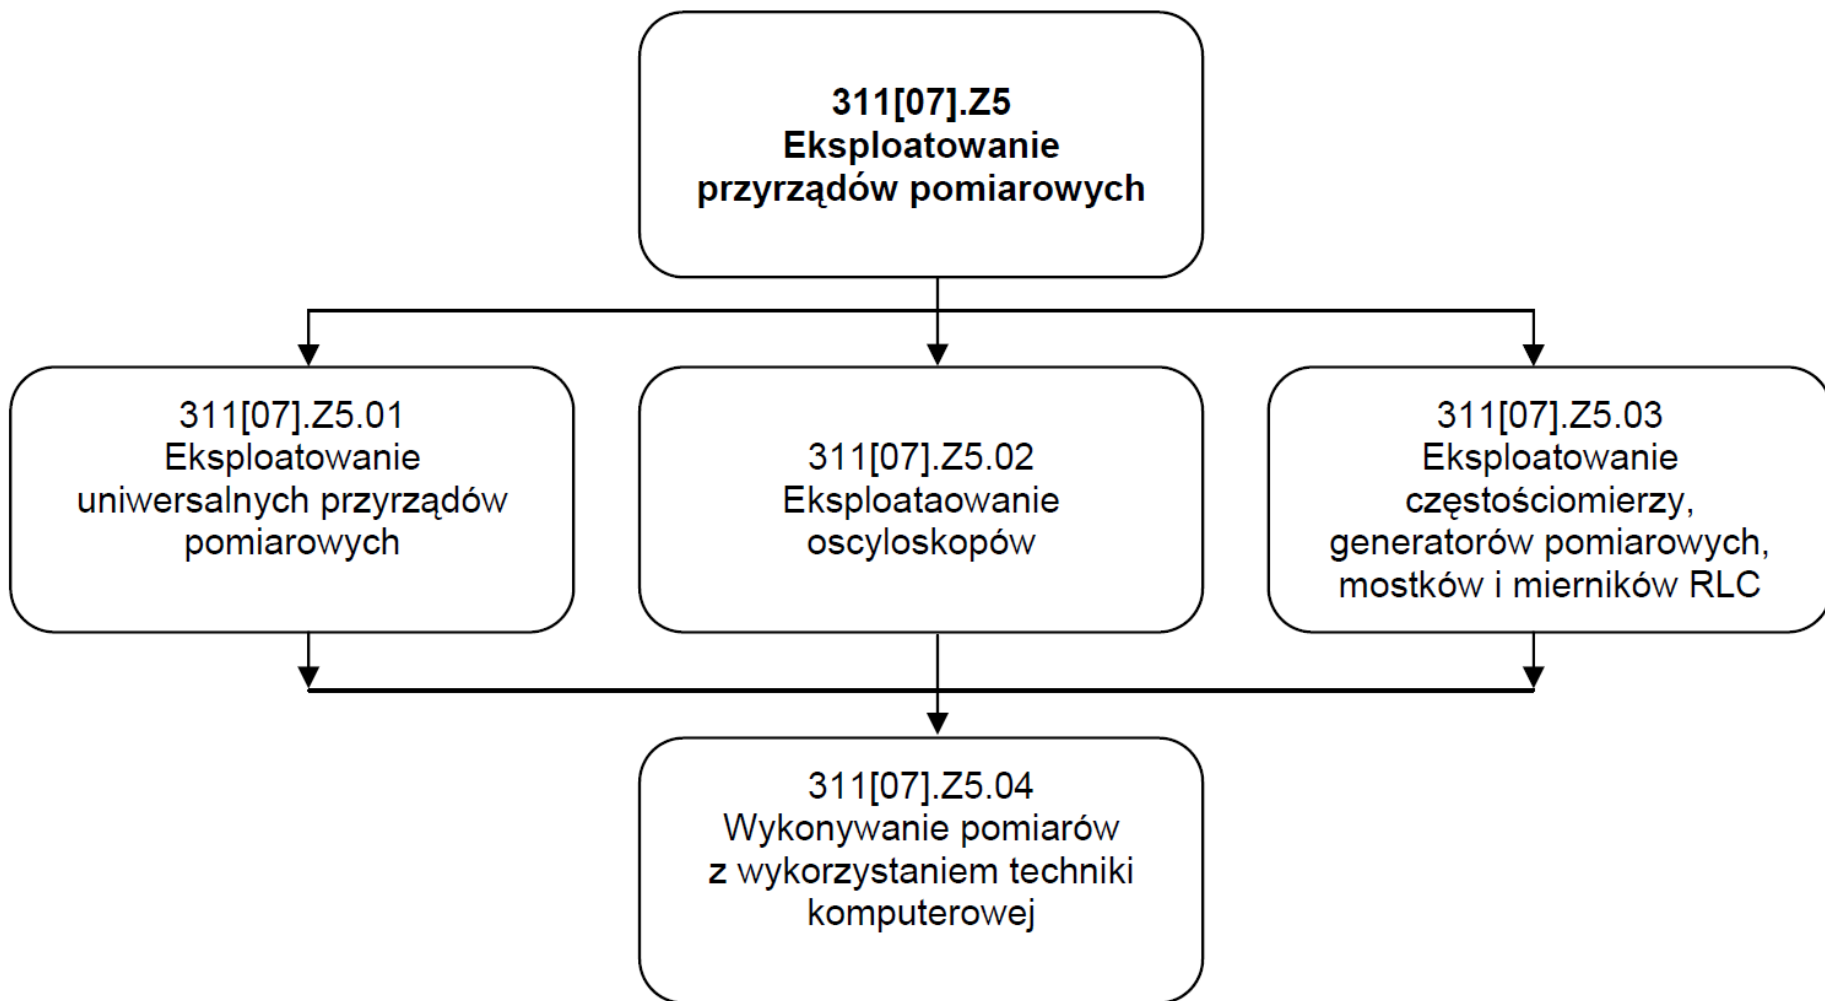 311[07].Z5
Eksploatowanie
przyrządów pomiarowych
311[07].Z5.01
Eksploatowanie
uniwersalnych przyrządów
pomiarowych
311[07].Z5.02
Eksploataowanie
oscyloskopów
311[07].Z5.03
Eksploatowanie
częstościomierzy,
generatorów pomiarowych,
mostków i mierników RLC
311[07].Z5.04
Wykonywanie pomiarów
z wykorzystaniem techniki
komputerowej